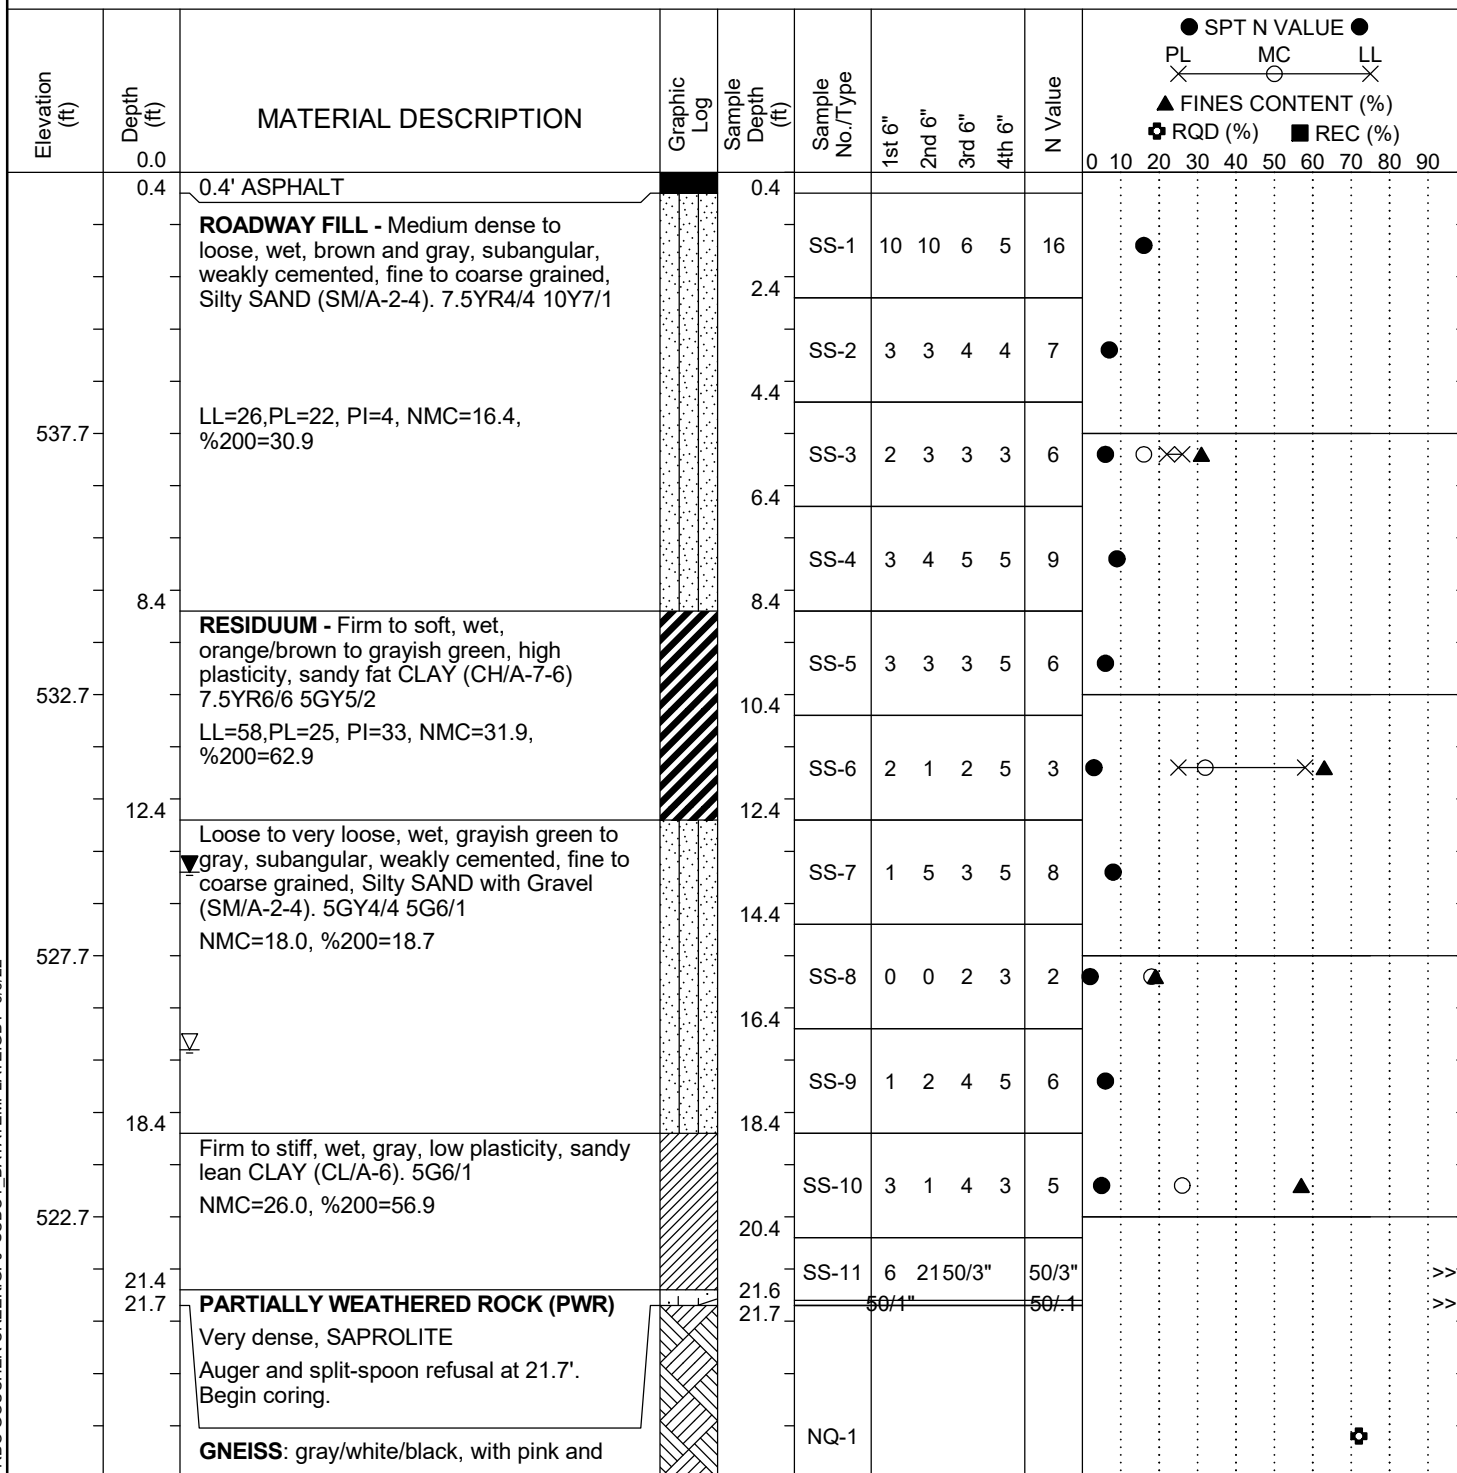 ● SPT N VALUE ●
PL MC LL
▲ FINES CONTENT (%)
RQD (%) ■ REC (%)
Elevation (ft)
Depth (ft)
0.0
MATERIAL DESCRIPTION
Graphic Log
Sample Depth (ft)
Sample No./Type
1st 6"
2nd 6"
3rd 6"
4th 6"
N Value
0 10 20 30 40 50 60 70 80 90
0.4 0.4' ASPHALT 0.4
ROADWAY FILL - Medium dense to
loose, wet, brown and gray, subangular,
weakly cemented, fine to coarse grained,
Silty SAND (SM/A-2-4). 7.5YR4/4 10Y7/1
SS-1 10 10 6 5 16
2.4
SS-2 3 3 4 4 7
4.4
LL=26,PL=22, PI=4, NMC=16.4,
%200=30.9
537.7
SS-3 2 3 3 3 6
6.4
SS-4 3 4 5 5 9
8.4 8.4
RESIDUUM - Firm to soft, wet,
orange/brown to grayish green, high
plasticity, sandy fat CLAY (CH/A-7-6)
7.5YR6/6 5GY5/2
SS-5 3 3 3 5 6
532.7
10.4
LL=58,PL=25, PI=33, NMC=31.9,
%200=62.9
SS-6 2 1 2 5 3
12.4 12.4
Loose to very loose, wet, grayish green to
gray, subangular, weakly cemented, fine to
coarse grained, Silty SAND with Gravel
(SM/A-2-4). 5GY4/4 5G6/1
SS-7 1 5 3 5 8
14.4
NMC=18.0, %200=18.7
527.7
SS-8 0 0 2 3 2
16.4
SS-9 1 2 4 5 6
18.4 18.4
Firm to stiff, wet, gray, low plasticity, sandy
lean CLAY (CL/A-6). 5G6/1
NMC=26.0, %200=56.9
SS-10 3 1 4 3 5
522.7
20.4
SS-11 6 21 50/3" 50/3" >>
21.4 21.6
50/1" 50/.1 >>
21.7 PARTIALLY WEATHERED ROCK (PWR) 21.7
Very dense, SAPROLITE
Auger and split-spoon refusal at 21.7'.
Begin coring.
NQ-1
GNEISS: gray/white/black, with pink and